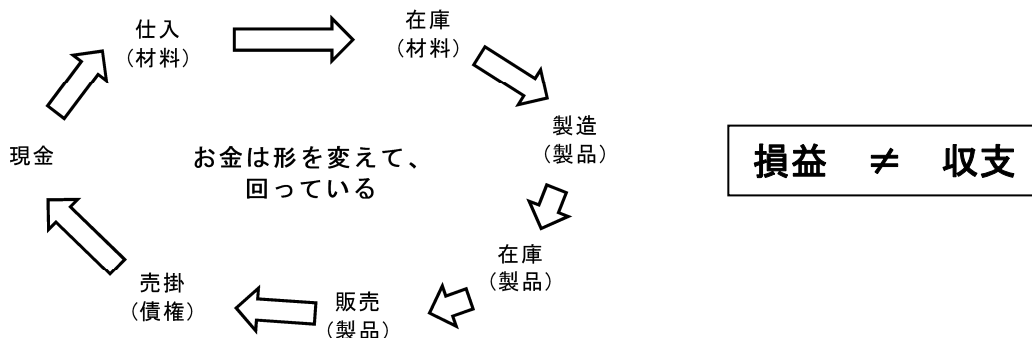 仕入
（材料）
在庫
（材料）
製造
（製品）
現金
お金は形を変えて、
回っている
損益　≠　収支
在庫
（製品）
売掛
（債権）
販売
（製品）